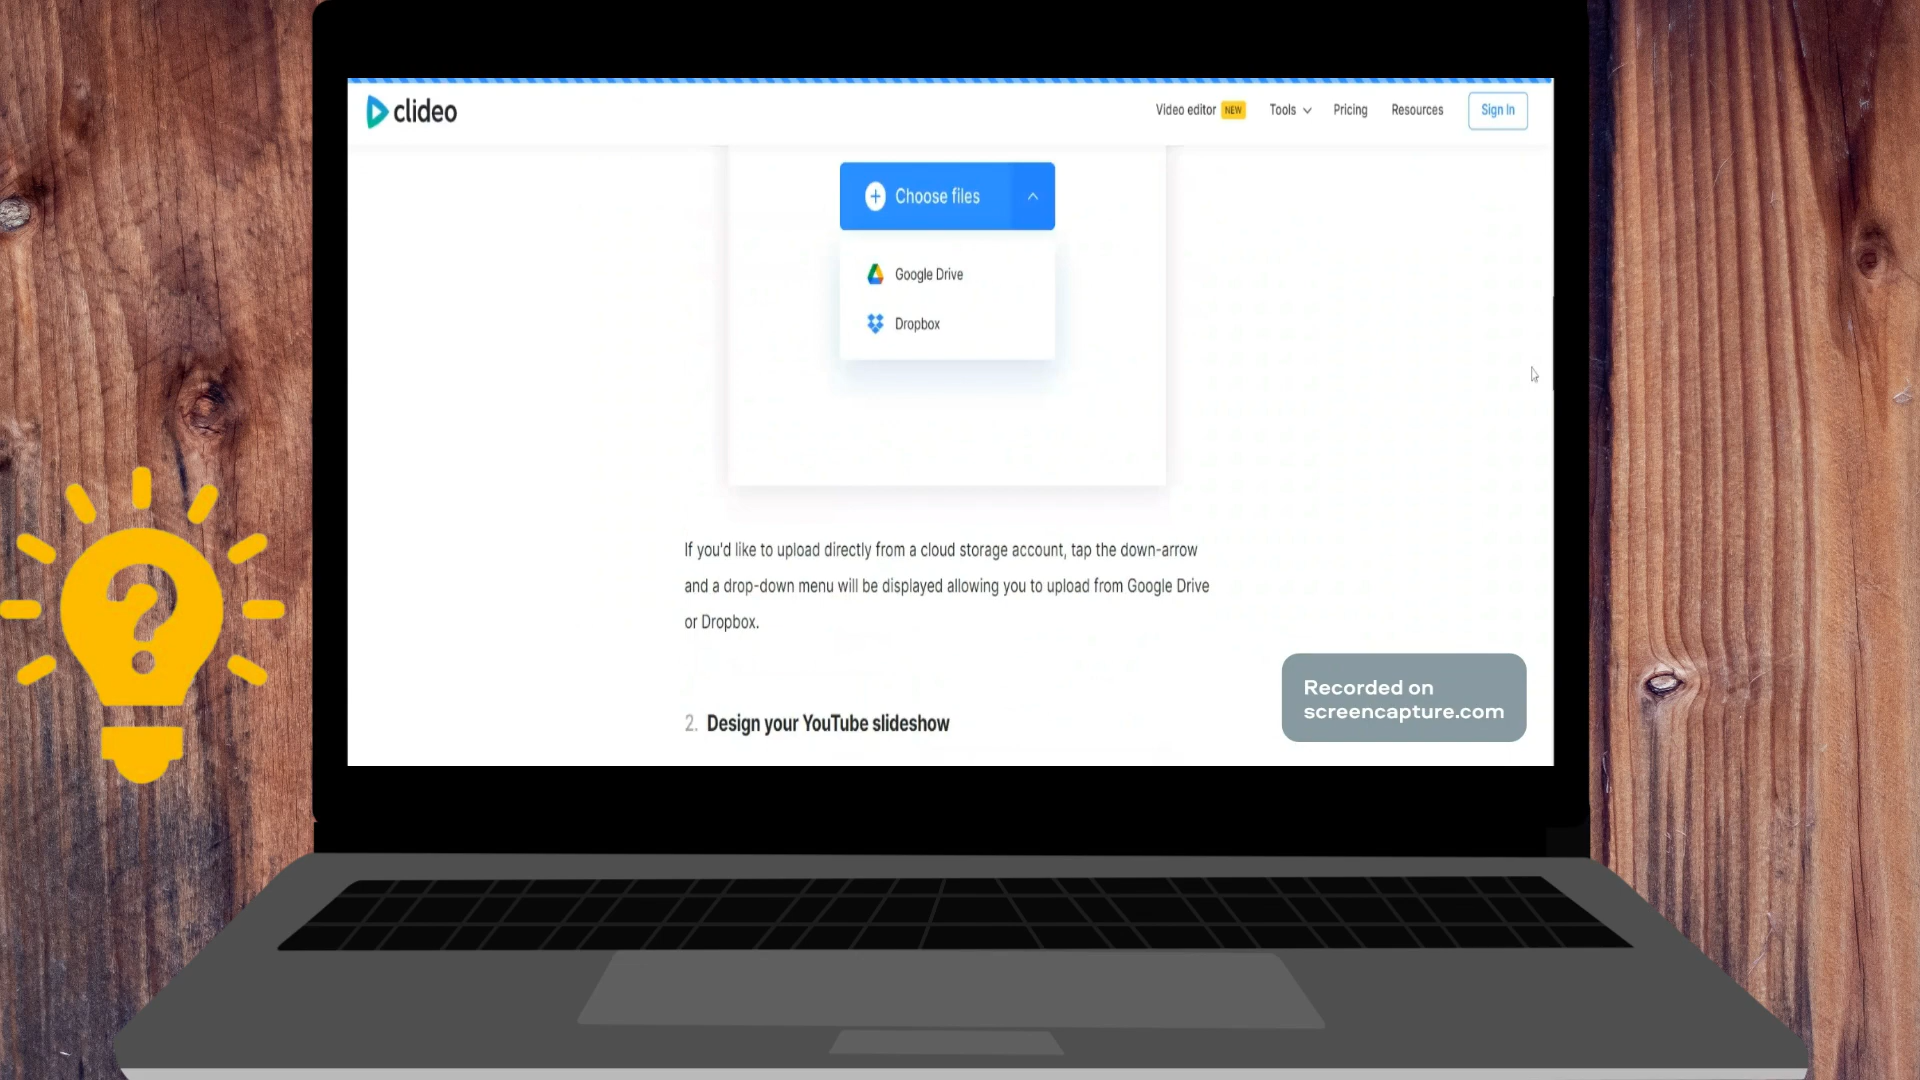 clideo
Video editor NEW Tools Pricing Resources Sign In
Choose files
Google Drive
Dropbox
If you'd like to upload directly from a cloud storage account, tap the down-arrow
and a drop-down menu will be displayed allowing you to upload from Google Drive
or Dropbox.
2. Design your YouTube slideshow
Recorded on
screencapture.com